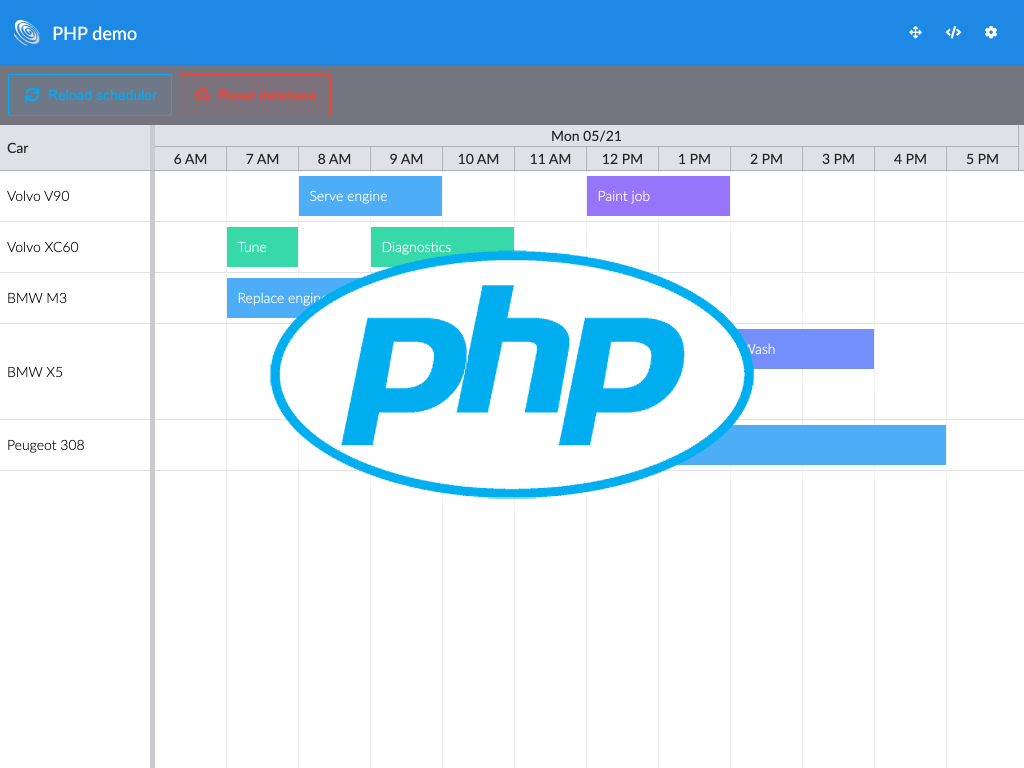 PHP demo
Reload scheduler Reset database
Car
Mon 05/21
6 AM 7 AM 8 AM 9 AM 10 AM 11 AM 12 PM 1 PM 2 PM 3 PM 4 PM 5 PM
Volvo V90 Serve engine Paint job
Volvo XC60 Tune Diagnostics
BMW M3 Replace engine
BMW X5 Wash
Peugeot 308
php